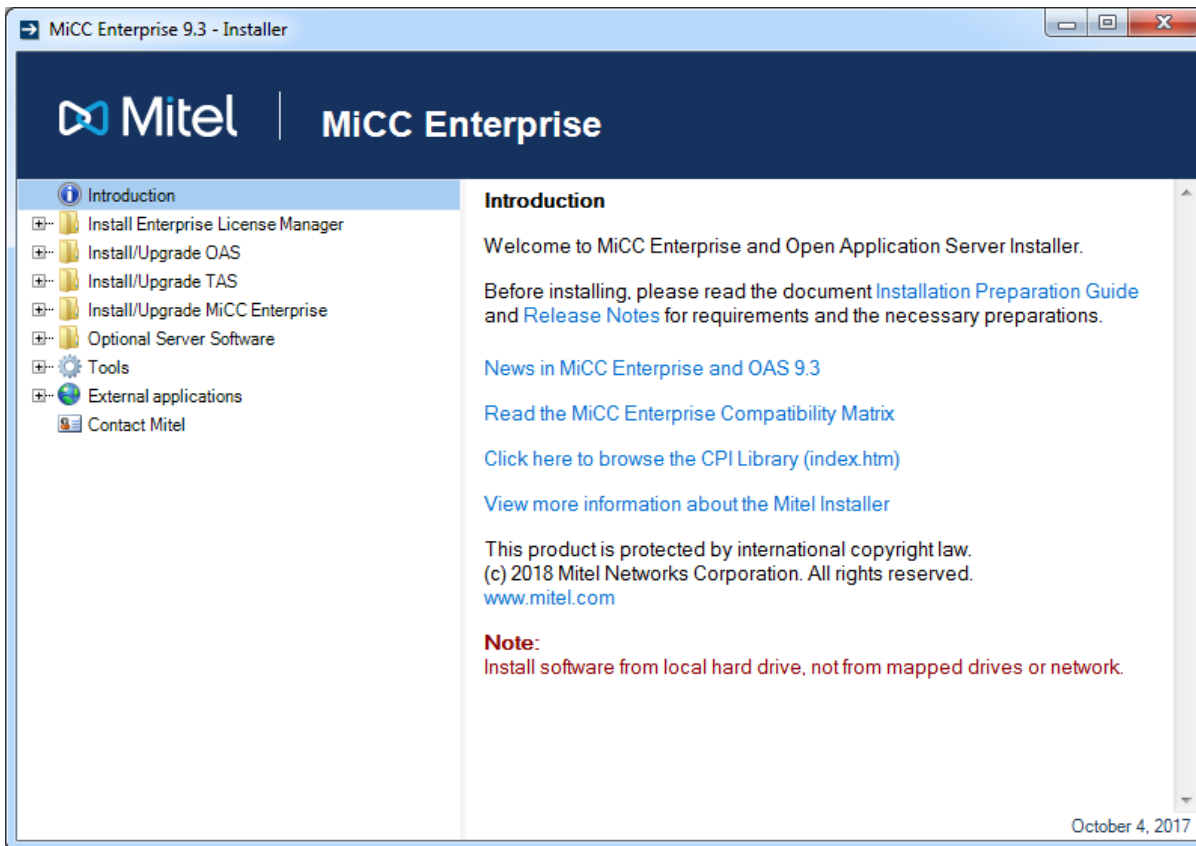 MiCC Enterprise 9.3 - Installer
Mitel
MiCC Enterprise
Introduction
Install Enterprise License Manager
Install/Upgrade OAS
Install/Upgrade TAS
Install/Upgrade MiCC Enterprise
Optional Server Software
Tools
External applications
Contact Mitel
Introduction
Welcome to MiCC Enterprise and Open Application Server Installer.
Before installing, please read the document Installation Preparation Guide
and Release Notes for requirements and the necessary preparations.
News in MiCC Enterprise and OAS 9.3
Read the MiCC Enterprise Compatibility Matrix
Click here to browse the CPI Library (index.htm)
View more information about the Mitel Installer
This product is protected by international copyright law.
(c) 2018 Mitel Networks Corporation. All rights reserved.
www.mitel.com
Note:
Install software from local hard drive, not from mapped drives or network.
October 4, 2017